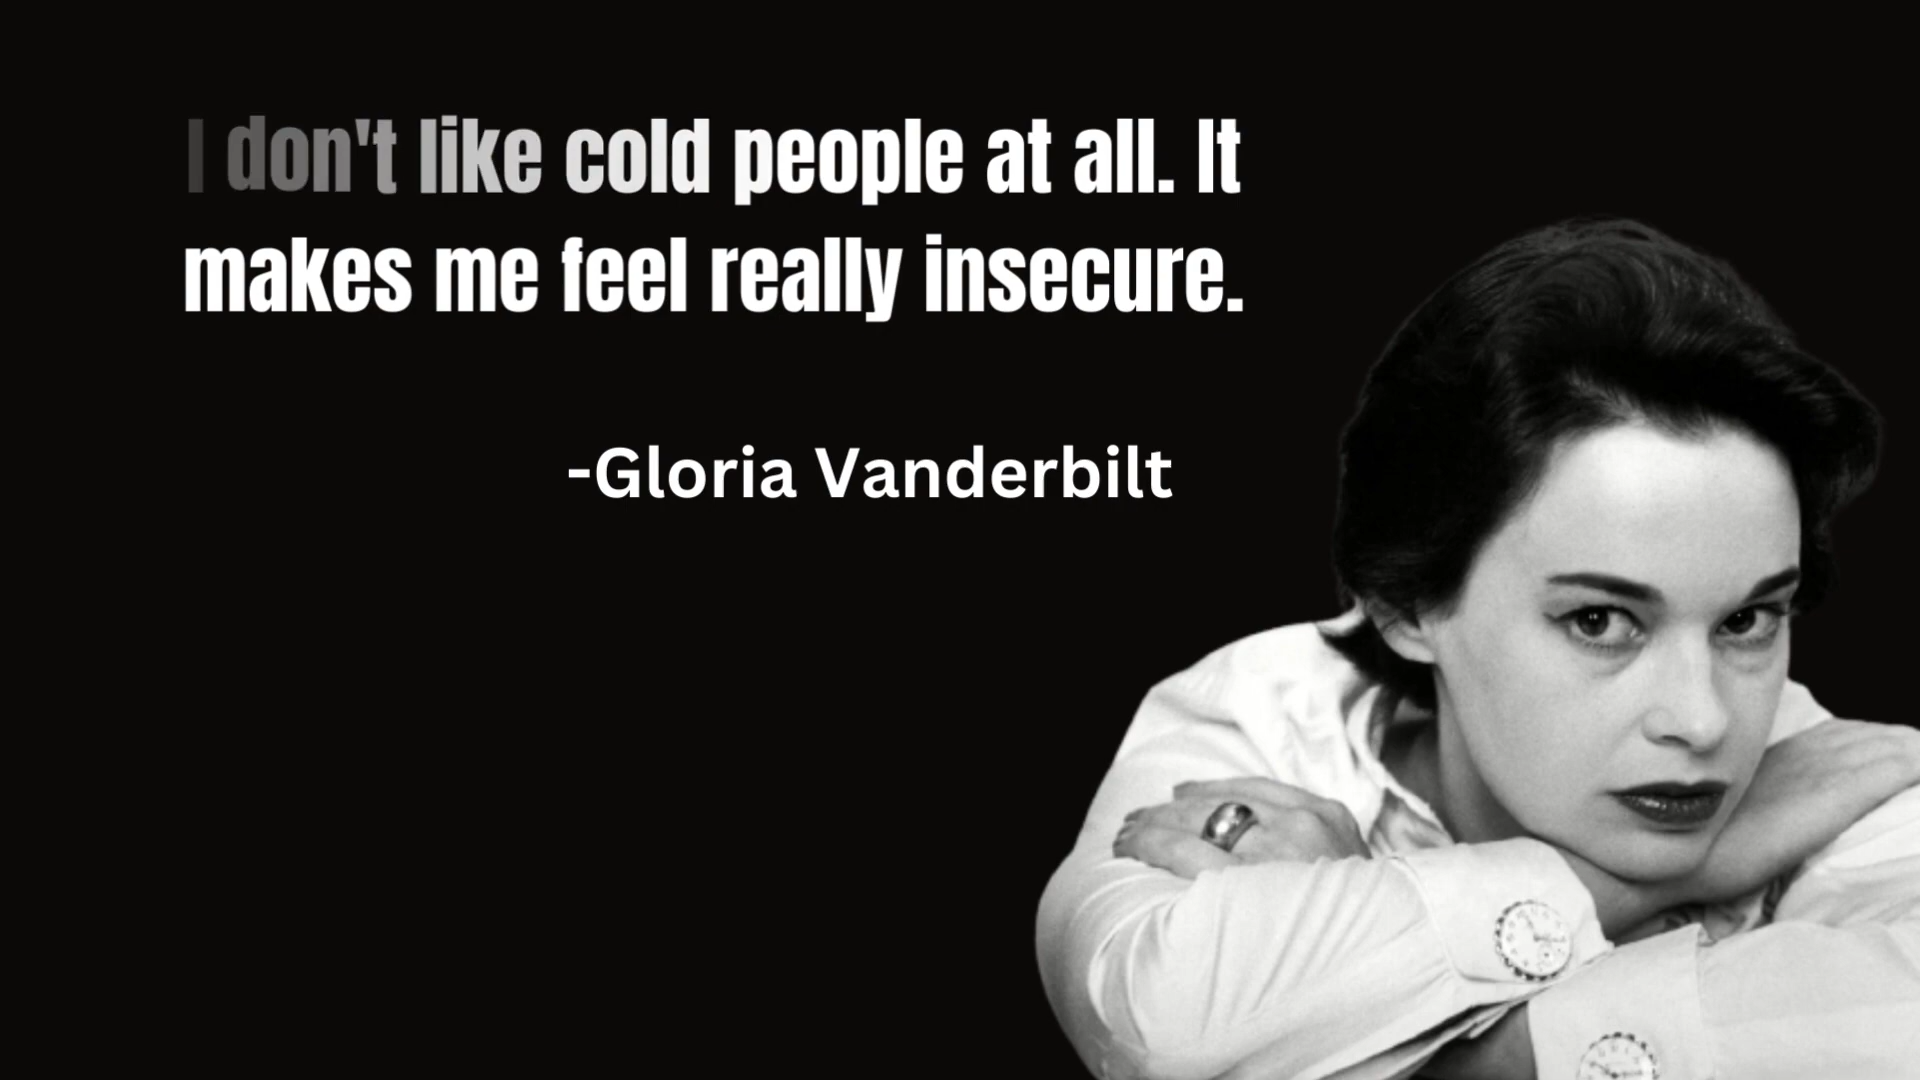 I don't like cold people at all. It
makes me feel really insecure.
-Gloria Vanderbilt